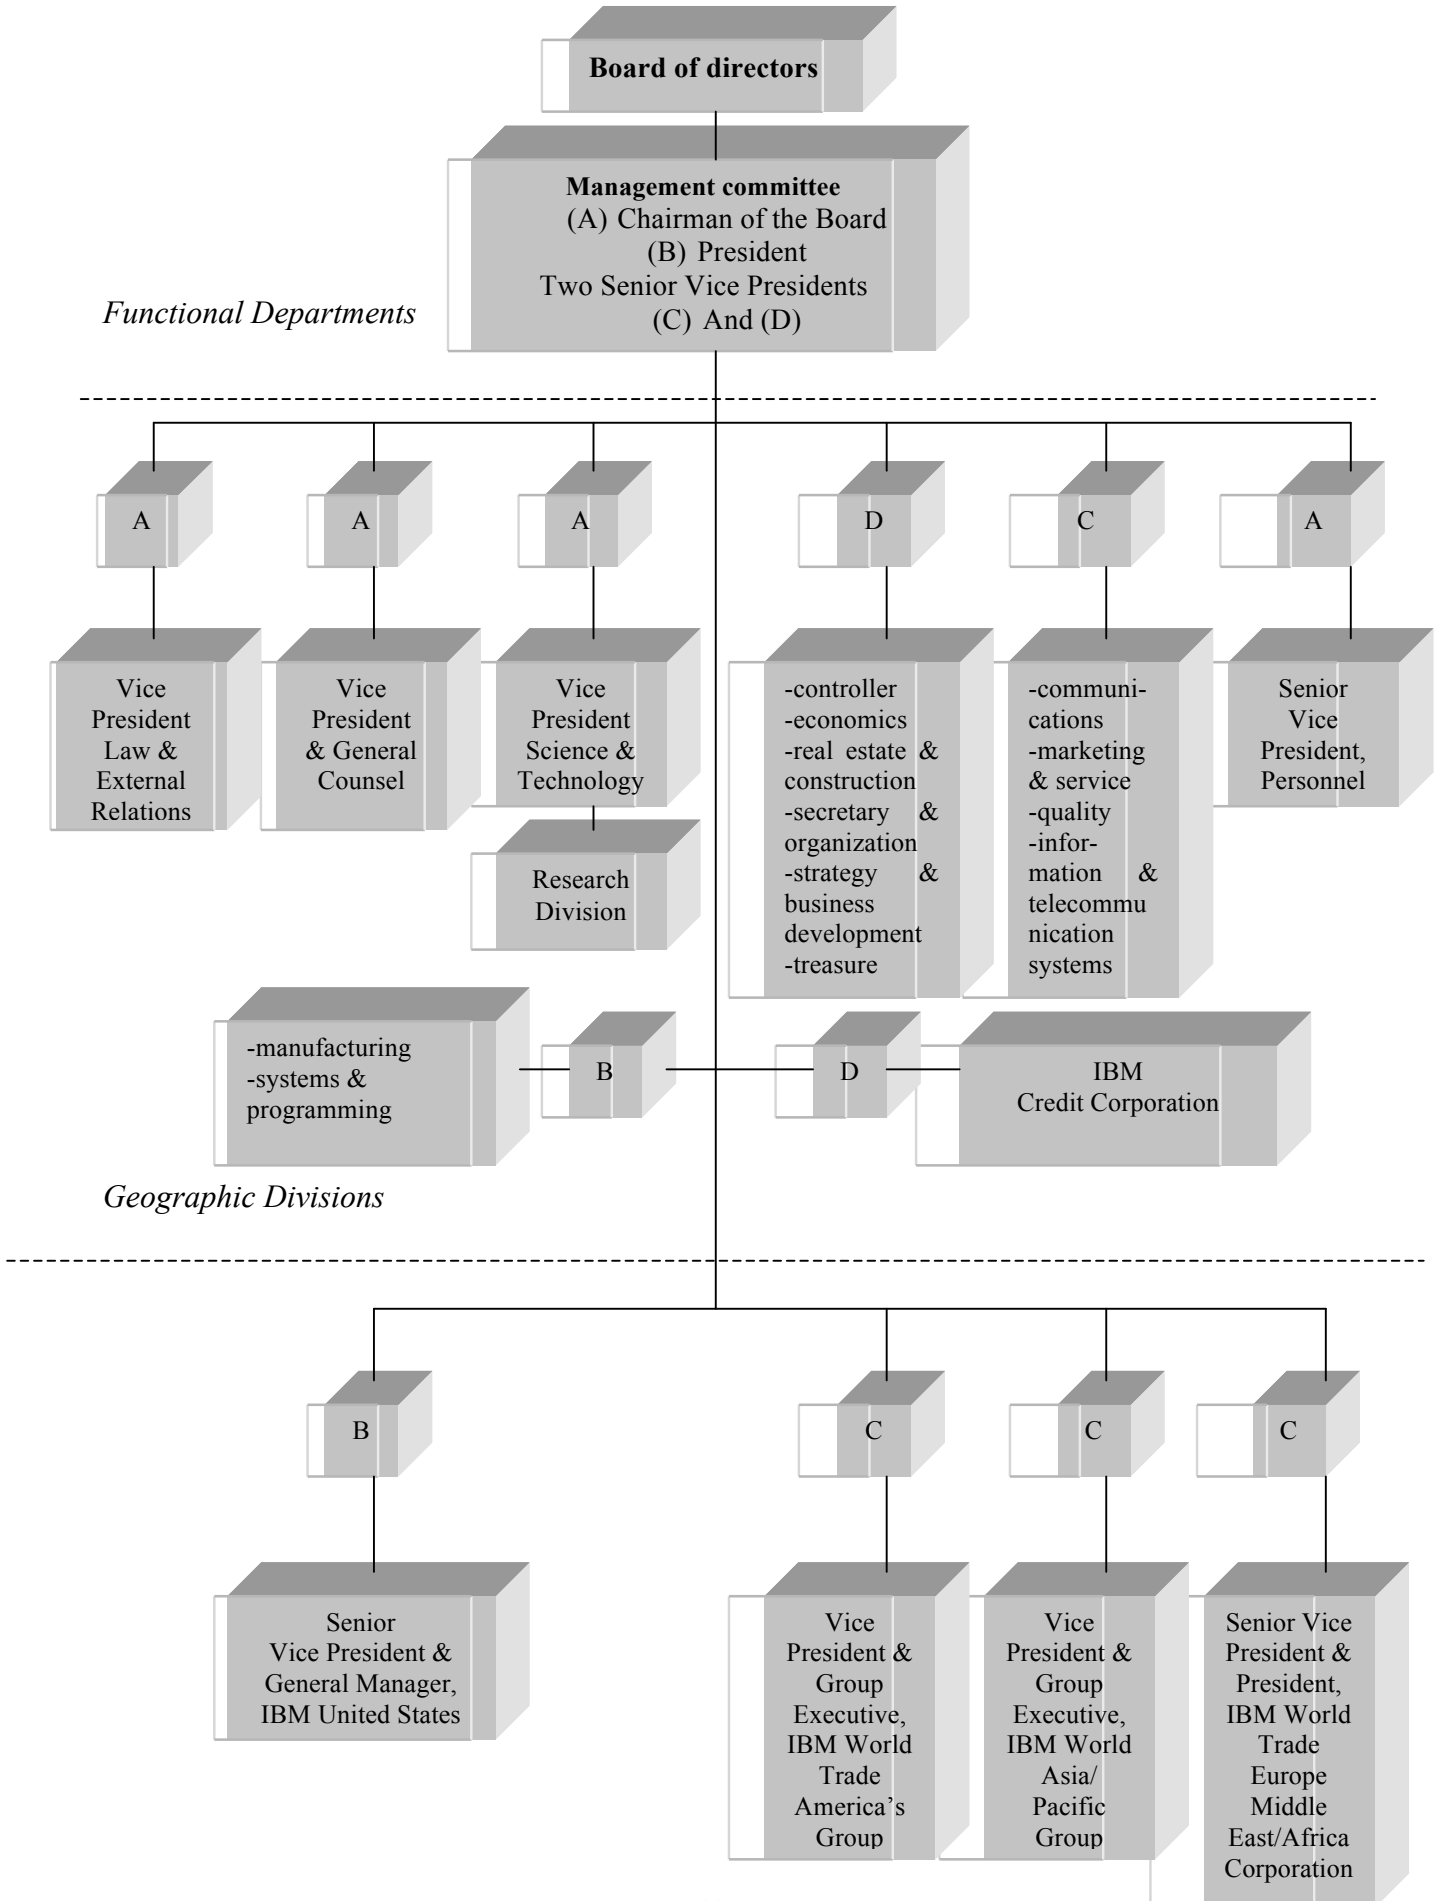 Board of directors
Management committee
(A) Chairman of the Board
(B) President
Two Senior Vice Presidents
(C) And (D)
Functional Departments
A
A
A
D
C
A
Vice
President
Law &
External
Relations
Vice
President
& General
Counsel
Vice
President
Science &
Technology
Research
Division
-controller
-economics
-real estate &
construction
-secretary &
organization
-strategy &
business
development
-treasure
-communi-
cations
-marketing
& service
-quality
-infor-
mation &
telecommu
nication
systems
Senior
Vice
President,
Personnel
-manufacturing
-systems &
programming
B
D
IBM
Credit Corporation
Geographic Divisions
B
C
C
C
Senior
Vice President &
General Manager,
IBM United States
Vice
President &
Group
Executive,
IBM World
Trade
America’s
Group
Vice
President &
Group
Executive,
IBM World
Asia/
Pacific
Group
Senior Vice
President &
President,
IBM World
Trade
Europe
Middle
East/Africa
Corporation